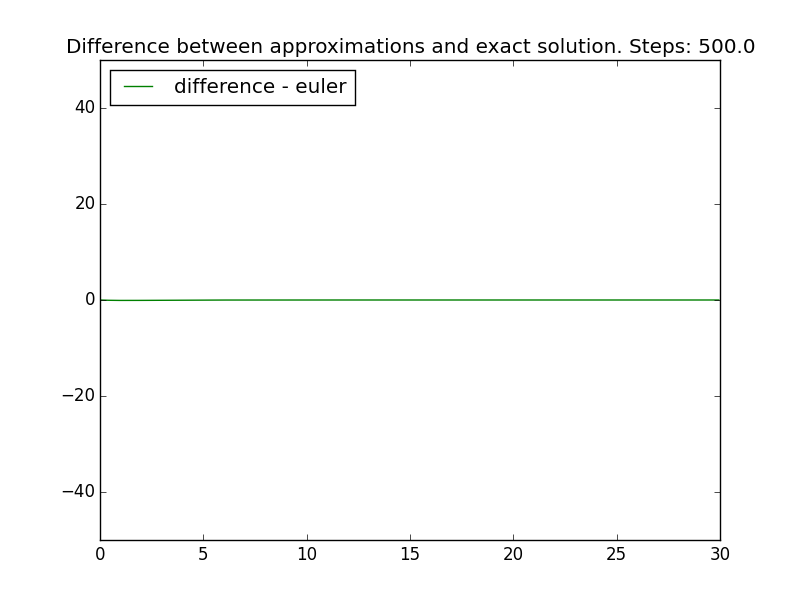 Difference between approximations and exact solution. Steps: 500.0
difference - euler
40
20
0
−20
−40
0 5 10 15 20 25 30